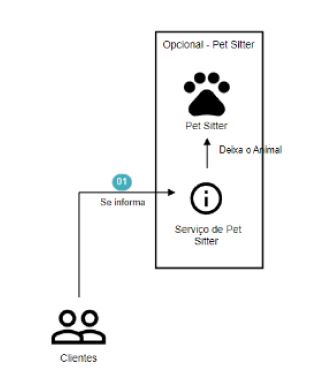 Opcional - Pet Sitter
Pet Sitter
Deixa o Animal
01
Se informa
Serviço de Pet
Sitter
Clientes